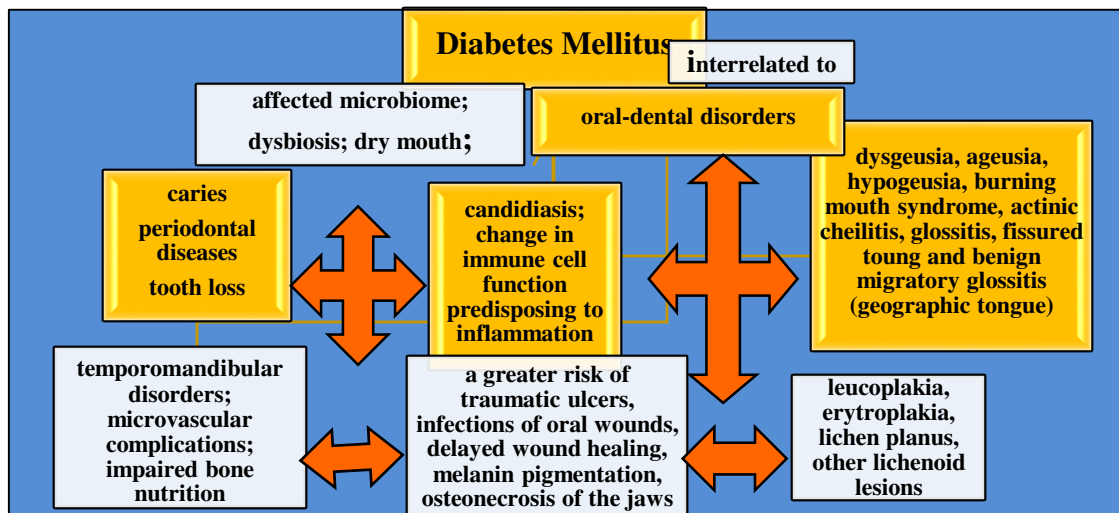 Diabetes Mellitus
interrelated to
affected microbiome;
dysbiosis; dry mouth;
oral-dental disorders
caries
periodontal
diseases
tooth loss
candidiasis;
change in
immune cell
function
predisposing to
inflammation
dysgeusia, ageusia,
hypogeusia, burning
mouth syndrome, actinic
cheilitis, glossitis, fissured
toung and benign
migratory glossitis
(geographic tongue)
temporomandibular
disorders;
microvascular
complications;
impaired bone
nutrition
a greater risk of
traumatic ulcers,
infections of oral wounds,
delayed wound healing,
melanin pigmentation,
osteonecrosis of the jaws
leucoplakia,
erytroplakia,
lichen planus,
other lichenoid
lesions